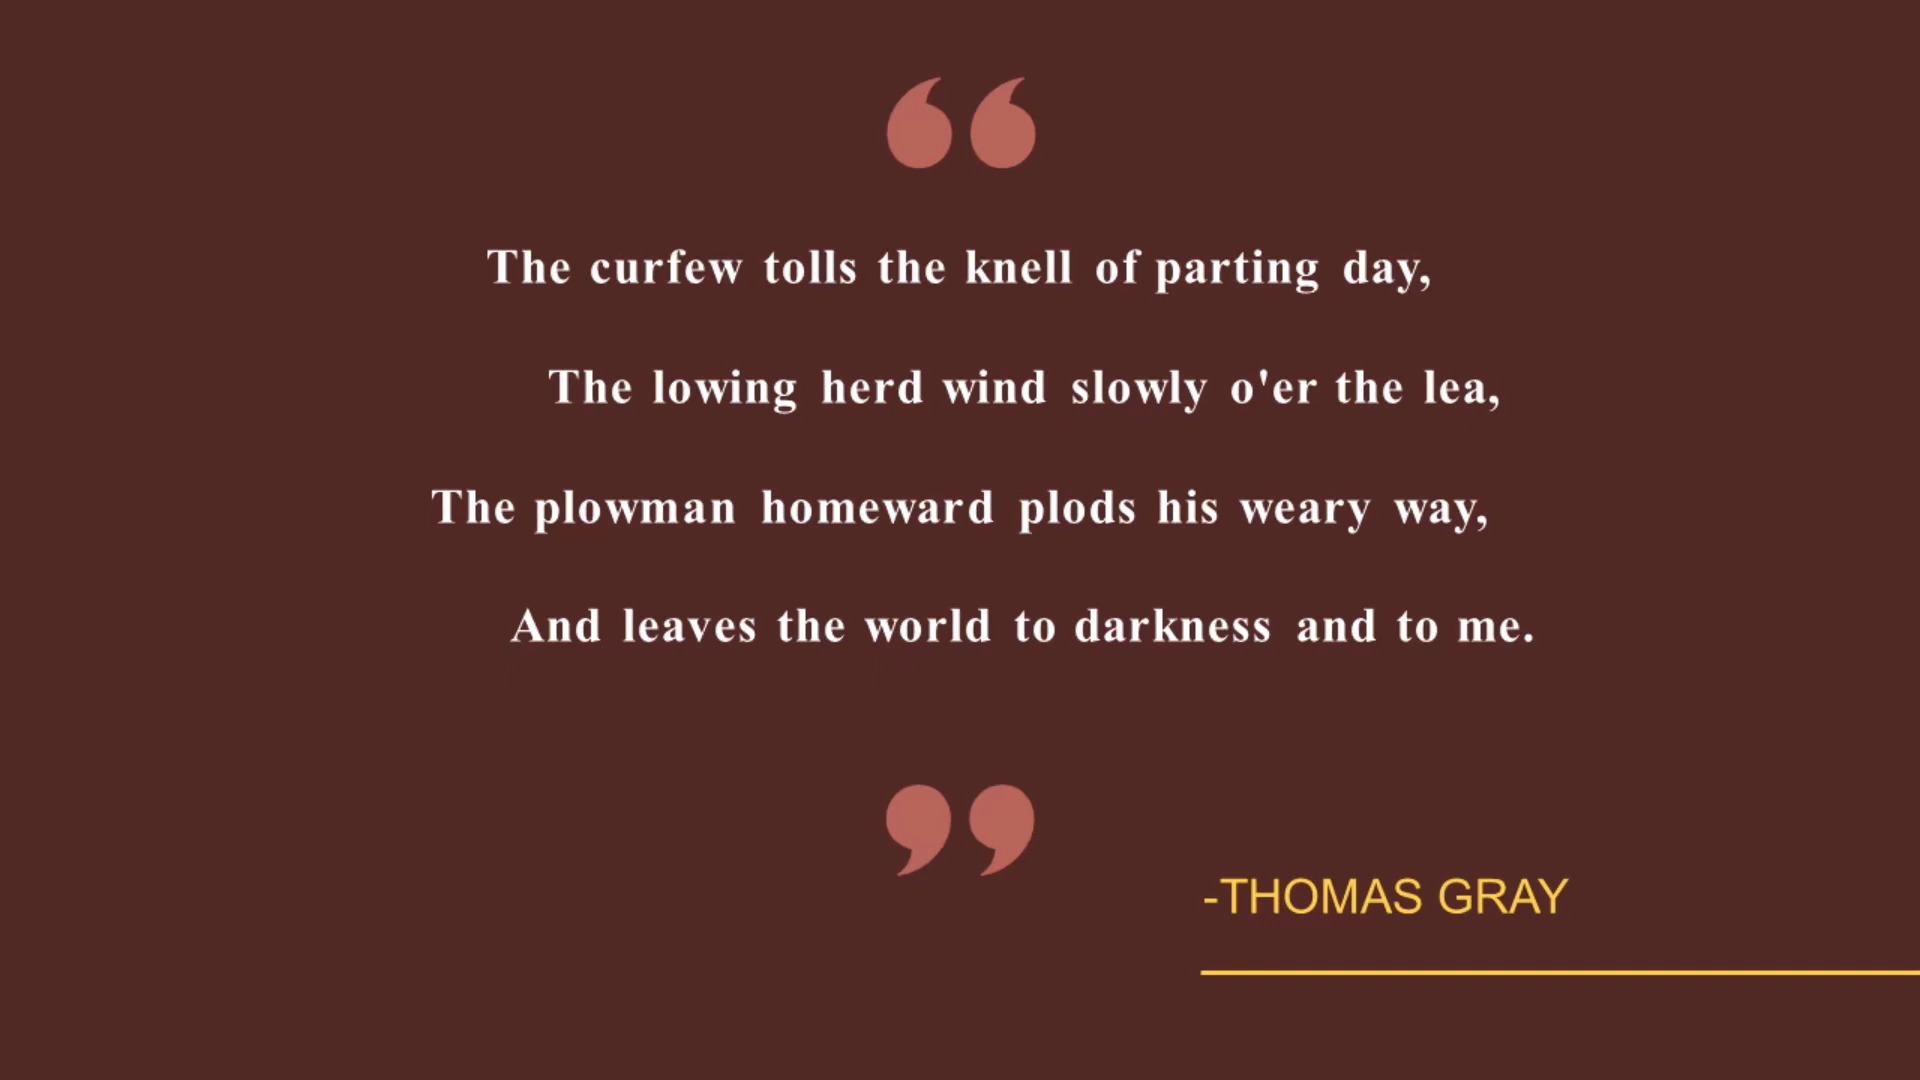 “
The curfew tolls the knell of parting day,
The lowing herd wind slowly o'er the lea,
The plowman homeward plods his weary way,
And leaves the world to darkness and to me.
”
-THOMAS GRAY